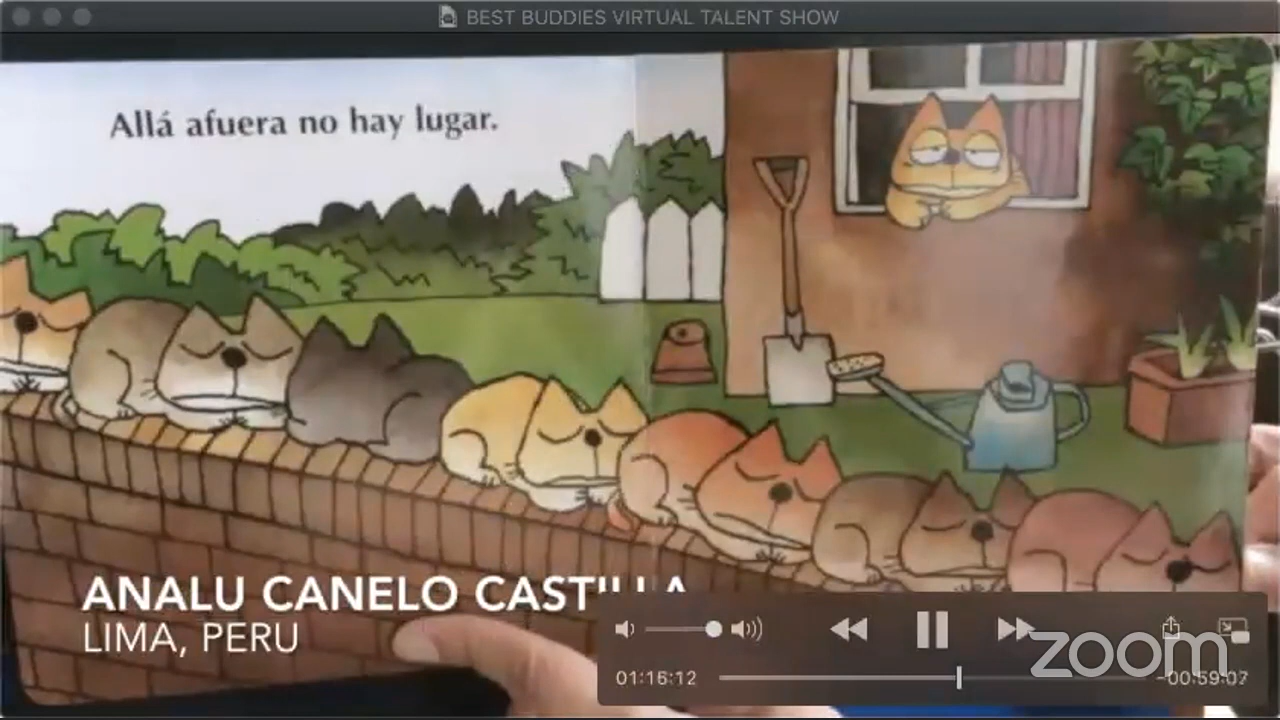 BEST BUDDIES VIRTUAL TALENT SHOW
Allá afuera no hay lugar.
ANALU CANELO CASTILLA
LIMA, PERU
01:16:12
-00:59:07
zoom